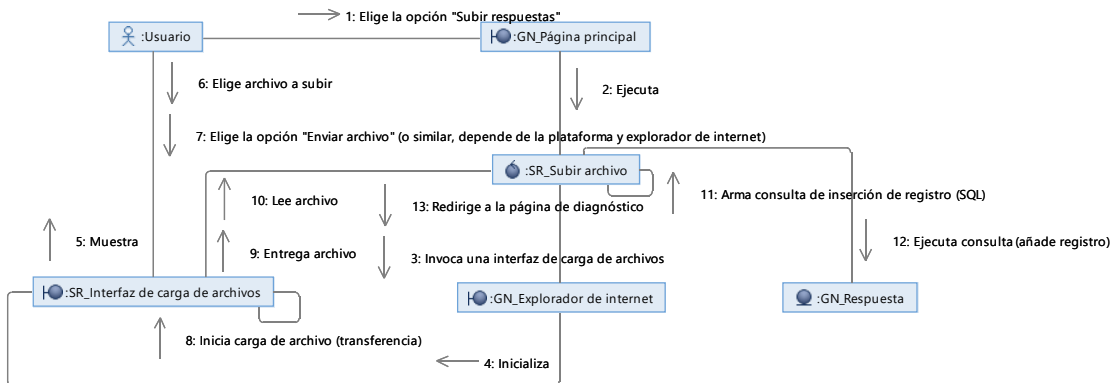 1: Elige la opción "Subir respuestas"
:Usuario
:GN_Página principal
6: Elige archivo a subir
2: Ejecuta
7: Elige la opción "Enviar archivo" (o similar, depende de la plataforma y explorador de internet)
:SR_Subir archivo
10: Lee archivo
13: Redirige a la página de diagnóstico
11: Arma consulta de inserción de registro (SQL)
5: Muestra
9: Entrega archivo
3: Invoca una interfaz de carga de archivos
12: Ejecuta consulta (añade registro)
:SR_Interfaz de carga de archivos
:GN_Explorador de internet
:GN_Respuesta
8: Inicia carga de archivo (transferencia)
4: Inicializa